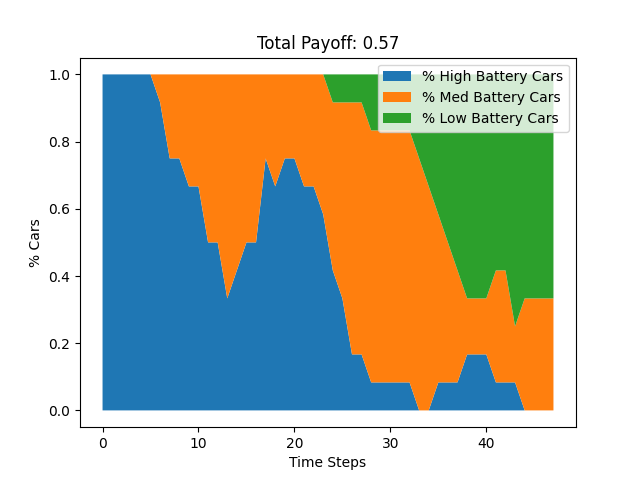 Total Payoff: 0.57
% High Battery Cars
% Med Battery Cars
% Low Battery Cars
1.0
0.8
0.6
0.4
0.2
0.0
% Cars
0 10 20 30 40
Time Steps